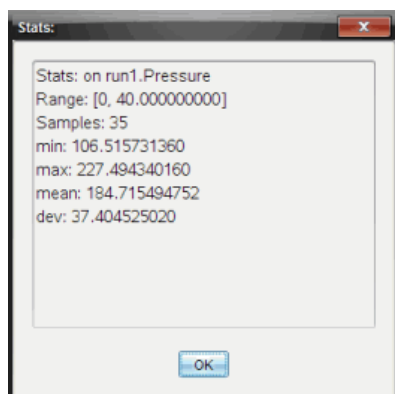 Stats:
Stats: on run1.Pressure
Range: [0, 40.000000000]
Samples: 35
min: 106.515731360
max: 227.494340160
mean: 184.715494752
dev: 37.404525020
OK